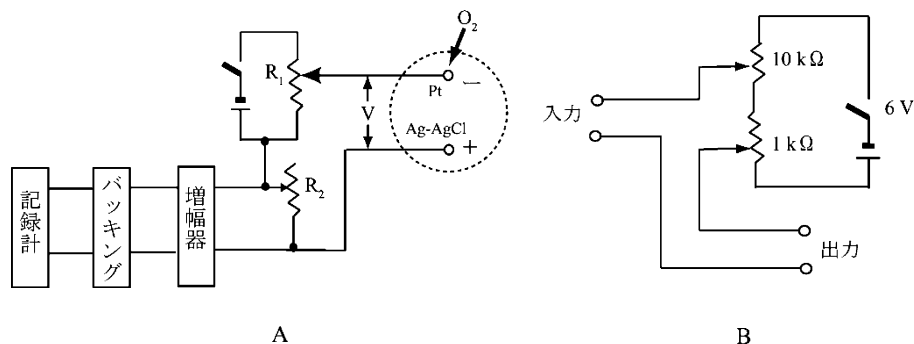 O₂
R₁
Pt
−
V
Ag-AgCl
+
R₂
記録計
バッキング
増幅器
A
10 kΩ
入力
6 V
1 kΩ
出力
B